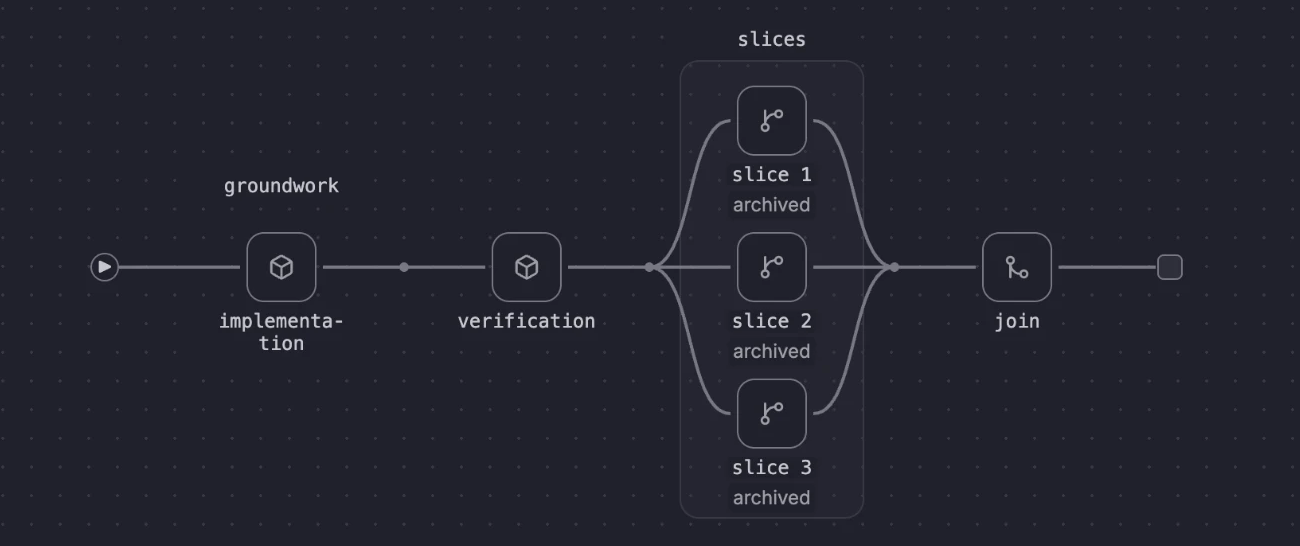 slices
slice 1
archived
groundwork
implementa-
tion
verification
slice 2
archived
join
slice 3
archived